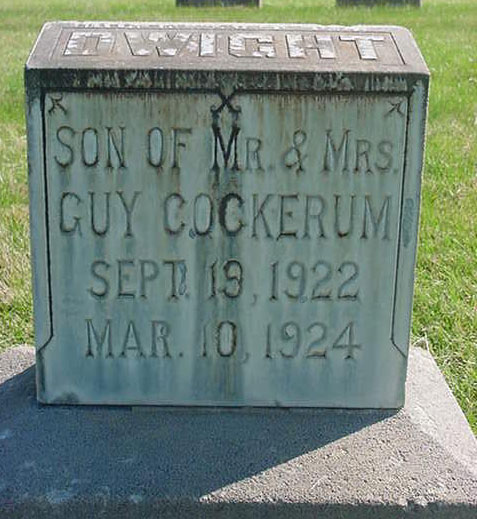 DWIGHT
SON OF MR. & MRS.
GUY COCKERUM
SEPT. 19, 1922
MAR. 10, 1924